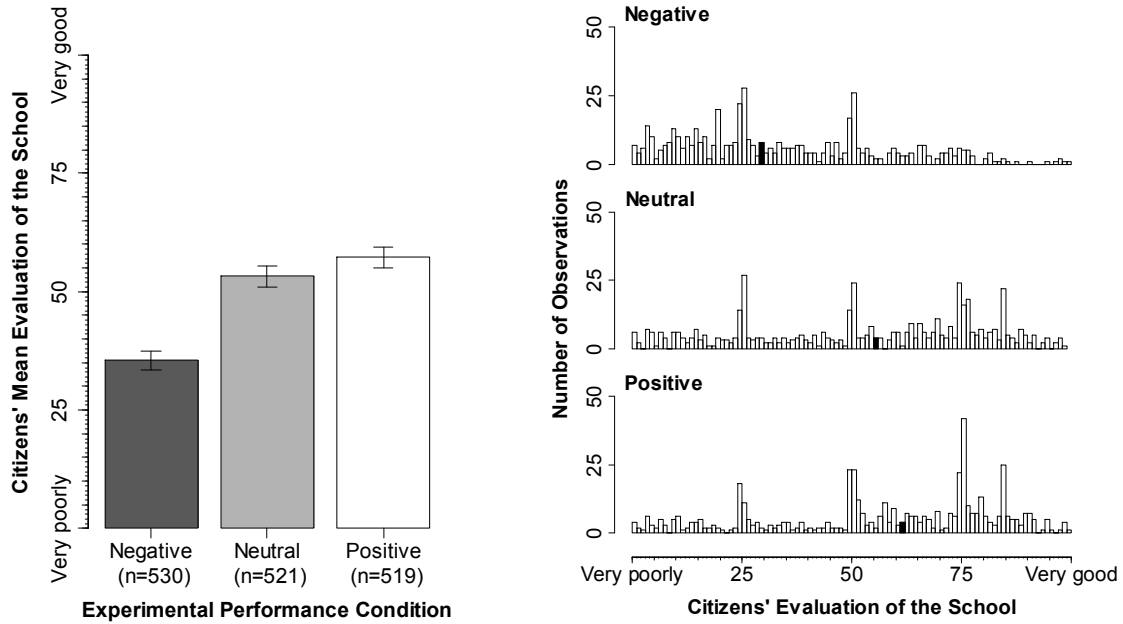 Citizens' Mean Evaluation of the School
Very good
75
50
25
Very poorly
Negative
(n=530)
Neutral
(n=521)
Positive
(n=519)
Experimental Performance Condition
Number of Observations
Negative
50
25
0
Neutral
50
25
0
Positive
50
25
0
Very poorly 25 50 75 Very good
Citizens' Evaluation of the School